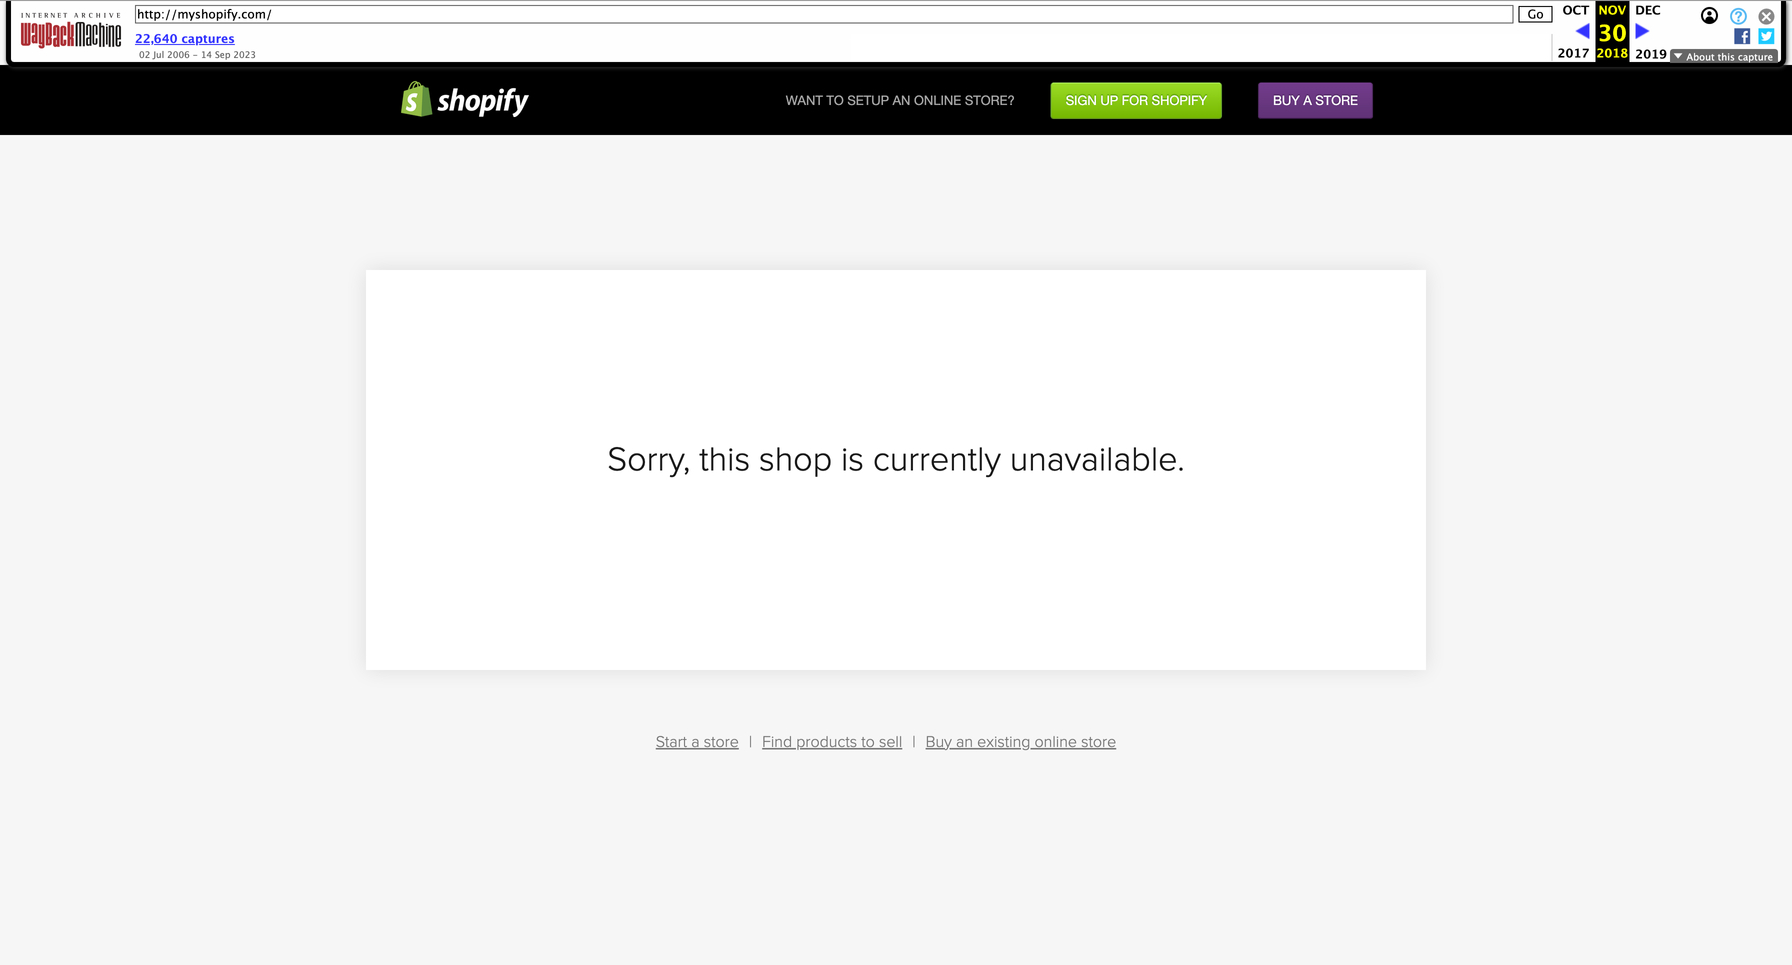 INTERNET ARCHIVE
WayBackMachine
http://myshopify.com/
Go
22,640 captures
02 Jul 2006 – 14 Sep 2023
OCT NOV DEC
30
2017 2018 2019
?
f
About this capture
S shopify
WANT TO SETUP AN ONLINE STORE?
SIGN UP FOR SHOPIFY
BUY A STORE
Sorry, this shop is currently unavailable.
Start a store | Find products to sell | Buy an existing online store